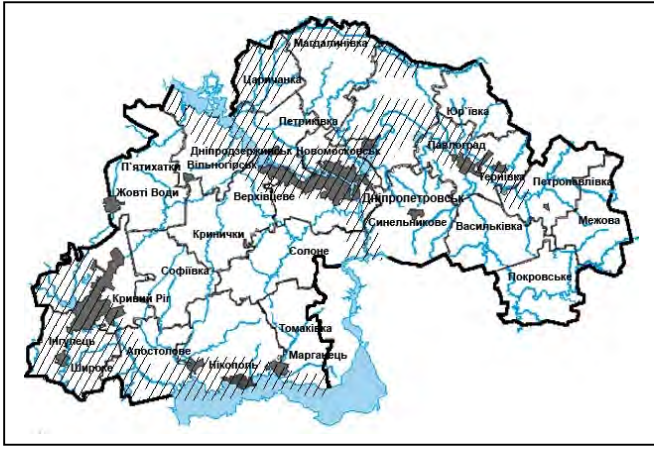 Магдалинівка
Царичанка
Юр'ївка
Петриківка
Дніпродзержинськ Новомосковськ
Павлоград
П'ятихатки Вільногірськ
Тернівка
Петропавлівка
Жовті Води
Верхівцеве
Дніпропетровськ
Межова
Синельникове
Васильківка
Кринички
Солоне
Софіївка
Покровське
Кривий Ріг
Томаківка
Інгулець
Апостолове
Марганець
Широке
Нікополь